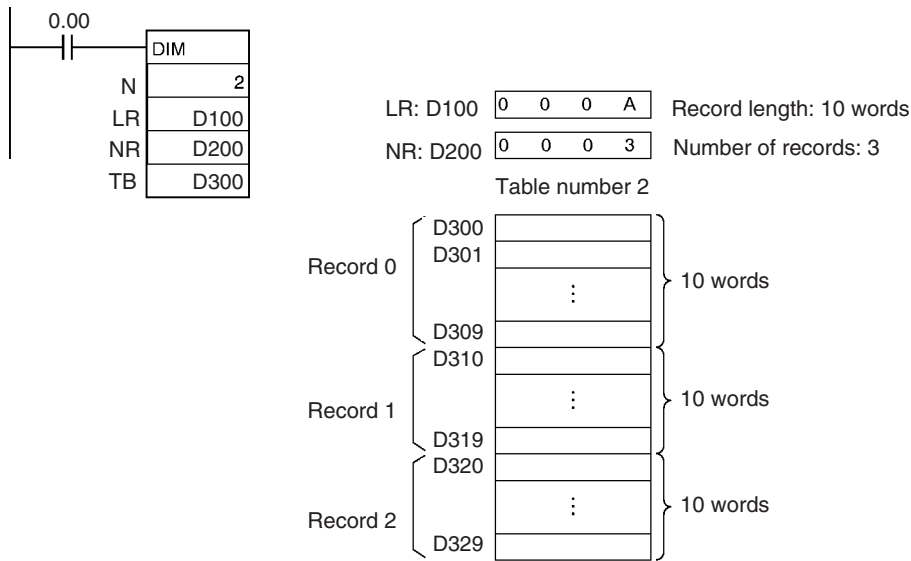 0.00
DIM
N 2
LR D100
NR D200
TB D300
LR: D100 0 0 0 A Record length: 10 words
NR: D200 0 0 0 3 Number of records: 3
Table number 2
D300
D301
Record 0
⋮
10 words
D309
D310
⋮
10 words
Record 1
D319
D320
⋮
10 words
Record 2
D329